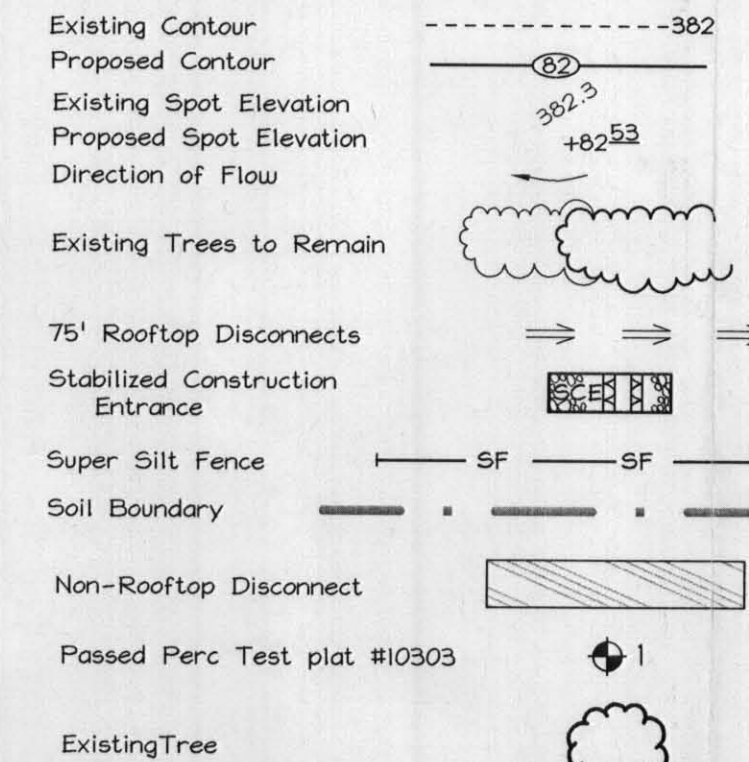 Existing Contour 382
Proposed Contour 82
Existing Spot Elevation 382.3
Proposed Spot Elevation +82 53
Direction of Flow
Existing Trees to Remain
75' Rooftop Disconnects
Stabilized Construction
Entrance SCE
Super Silt Fence SF SF
Soil Boundary
Non-Rooftop Disconnect
Passed Perc Test plat #10303 1
ExistingTree